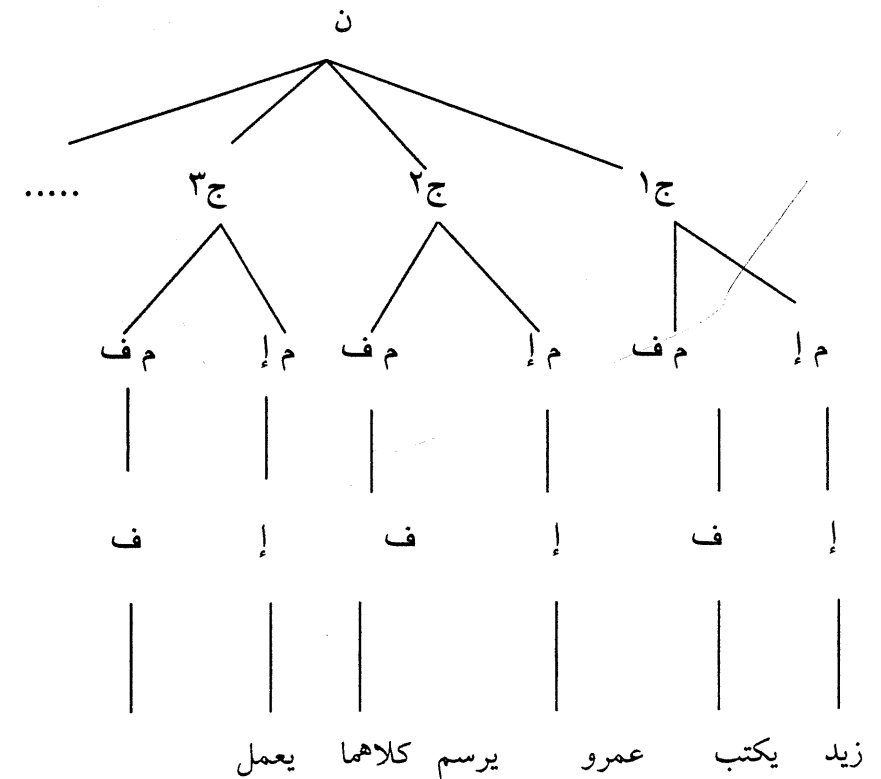 ن
ج١ ج٢ ج٣ .....
م إ م ف م إ م ف م إ م ف
إ ف إ ف إ ف
زيد يكتب عمرو يرسم كلاهما يعمل